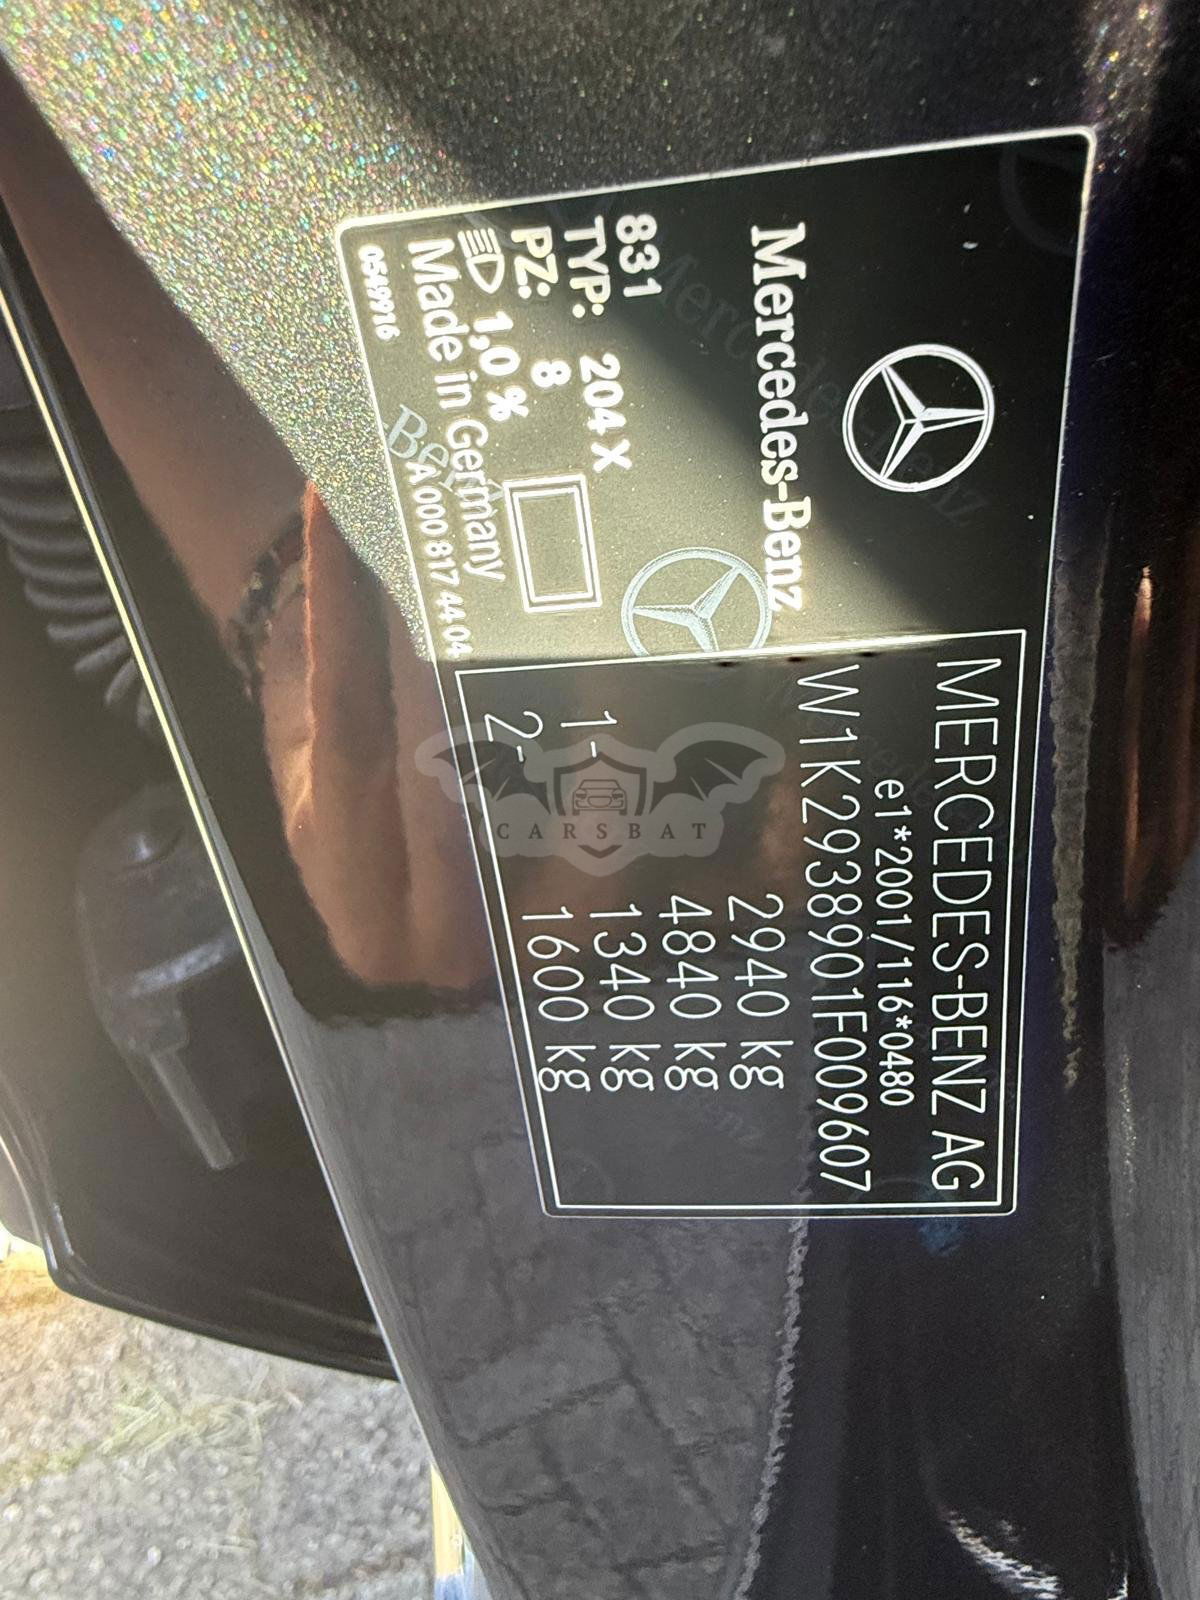 Mercedes-Benz
831
TYP: 204 X
PZ: 8
1,0 %
Made in Germany
0549916
A 000 817 44 04
MERCEDES-BENZ AG
e1*2001/116*0480
W1K2938901F009607
2940 kg
4840 kg
1- 1340 kg
2- 1600 kg
CARSBAT